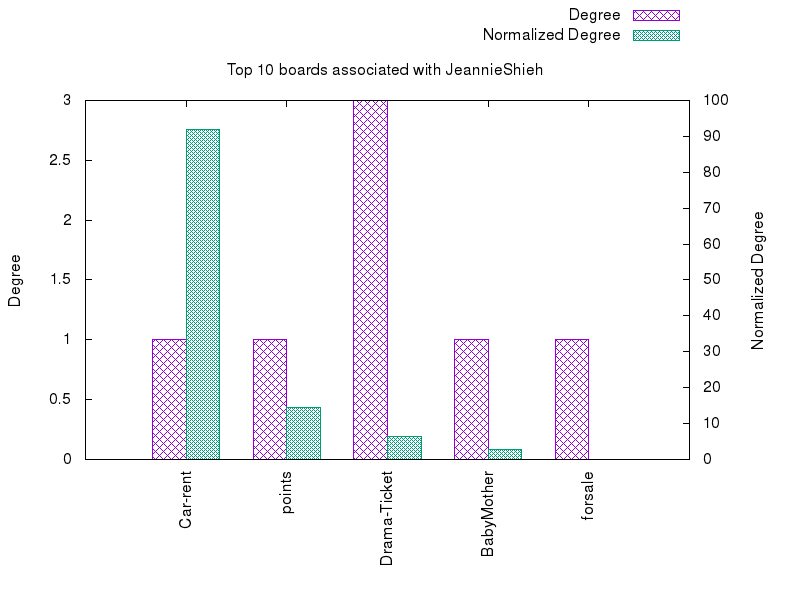 Degree
Normalized Degree
Top 10 boards associated with JeannieShieh
3 100
90
2.5
80
70
2
60
1.5 50
40
1
30
20
0.5
10
0 0
Degree
Normalized Degree
Car-rent
points
Drama-Ticket
BabyMother
forsale